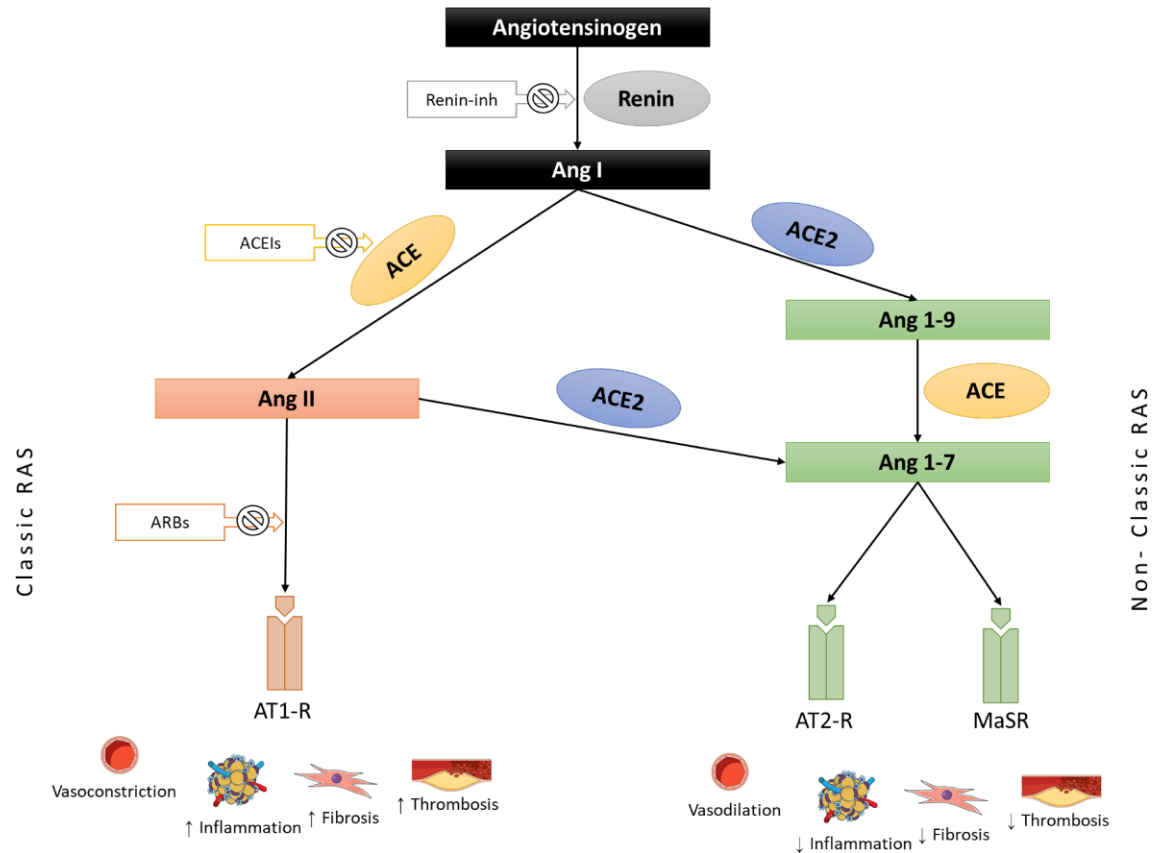 Angiotensinogen
Renin-inh
Renin
Ang I
ACEIs
ACE
ACE2
Ang 1-9
Ang II
ACE2
ACE
Ang 1-7
Classic RAS
Non- Classic RAS
ARBs
AT1-R
AT2-R
MaSR
Vasoconstriction
↑ Inflammation
↑ Fibrosis
↑ Thrombosis
Vasodilation
↓ Inflammation
↓ Fibrosis
↓ Thrombosis